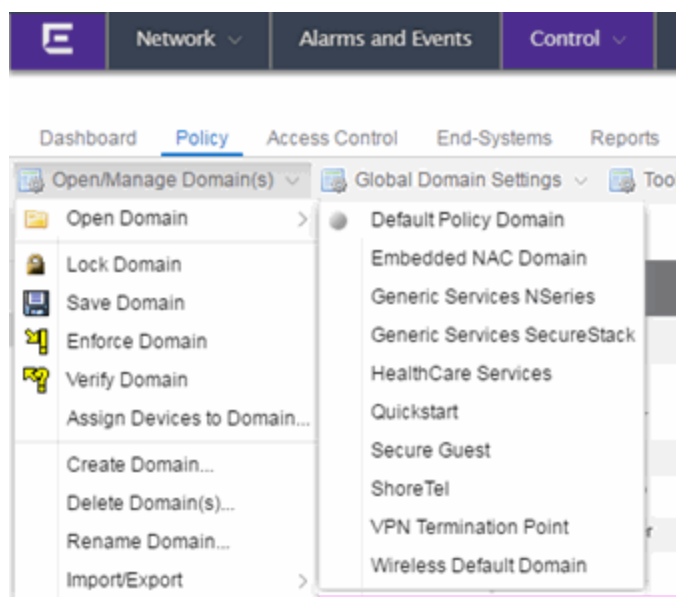 Network Alarms and Events Control
Dashboard Policy Access Control End-Systems Reports
Open/Manage Domain(s) Global Domain Settings
Open Domain
Lock Domain
Save Domain
Enforce Domain
Verify Domain
Assign Devices to Domain...
Create Domain...
Delete Domain(s)...
Rename Domain...
Import/Export
Default Policy Domain
Embedded NAC Domain
Generic Services NSeries
Generic Services SecureStack
HealthCare Services
Quickstart
Secure Guest
ShoreTel
VPN Termination Point
Wireless Default Domain